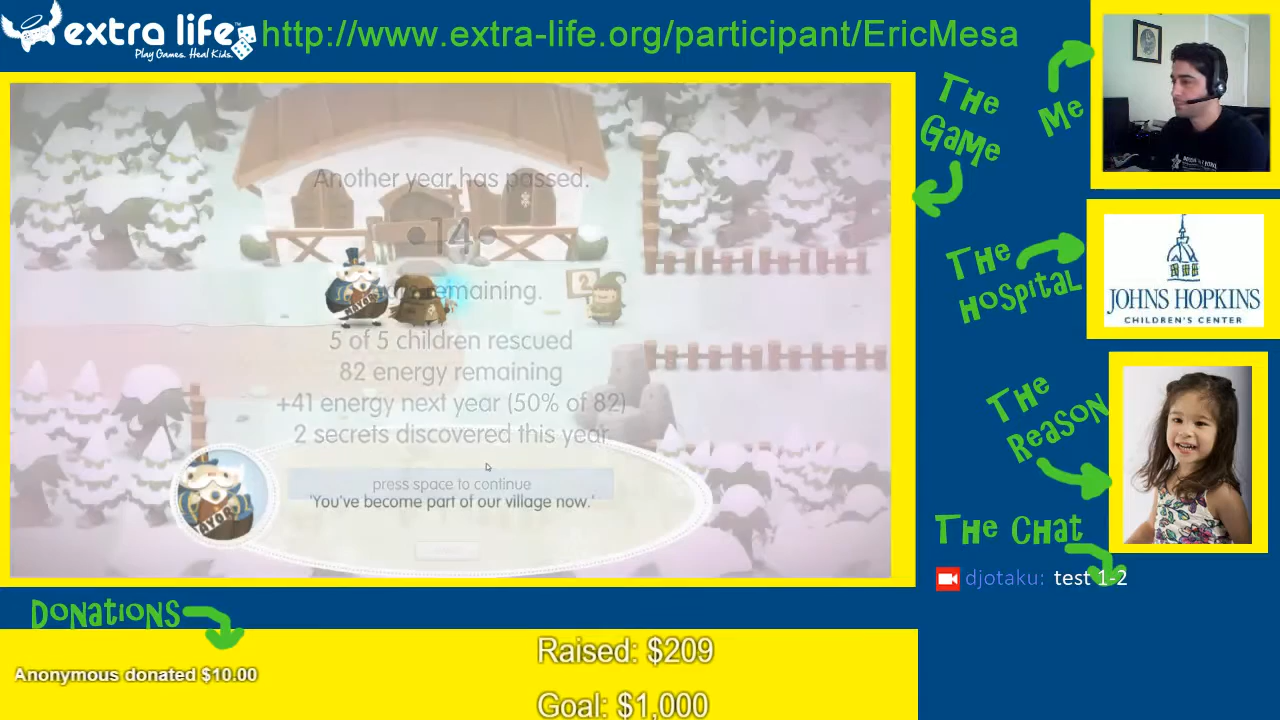 extra life
Play Games. Heal Kids.
http://www.extra-life.org/participant/EricMesa
THE GAME
Me
Another year has passed.
14
remaining.
2
MAYOR
5 of 5 children rescued
82 energy remaining
+41 energy next year (50% of 82)
2 secrets discovered this year
press space to continue
'You've become part of our village now.'
MAYOR
THE HOSPITAL
JOHNS HOPKINS
CHILDREN'S CENTER
THE REASON
THE CHAT
djotaku: test 1-2
DONATIONS
Anonymous donated $10.00
Raised: $209
Goal: $1,000